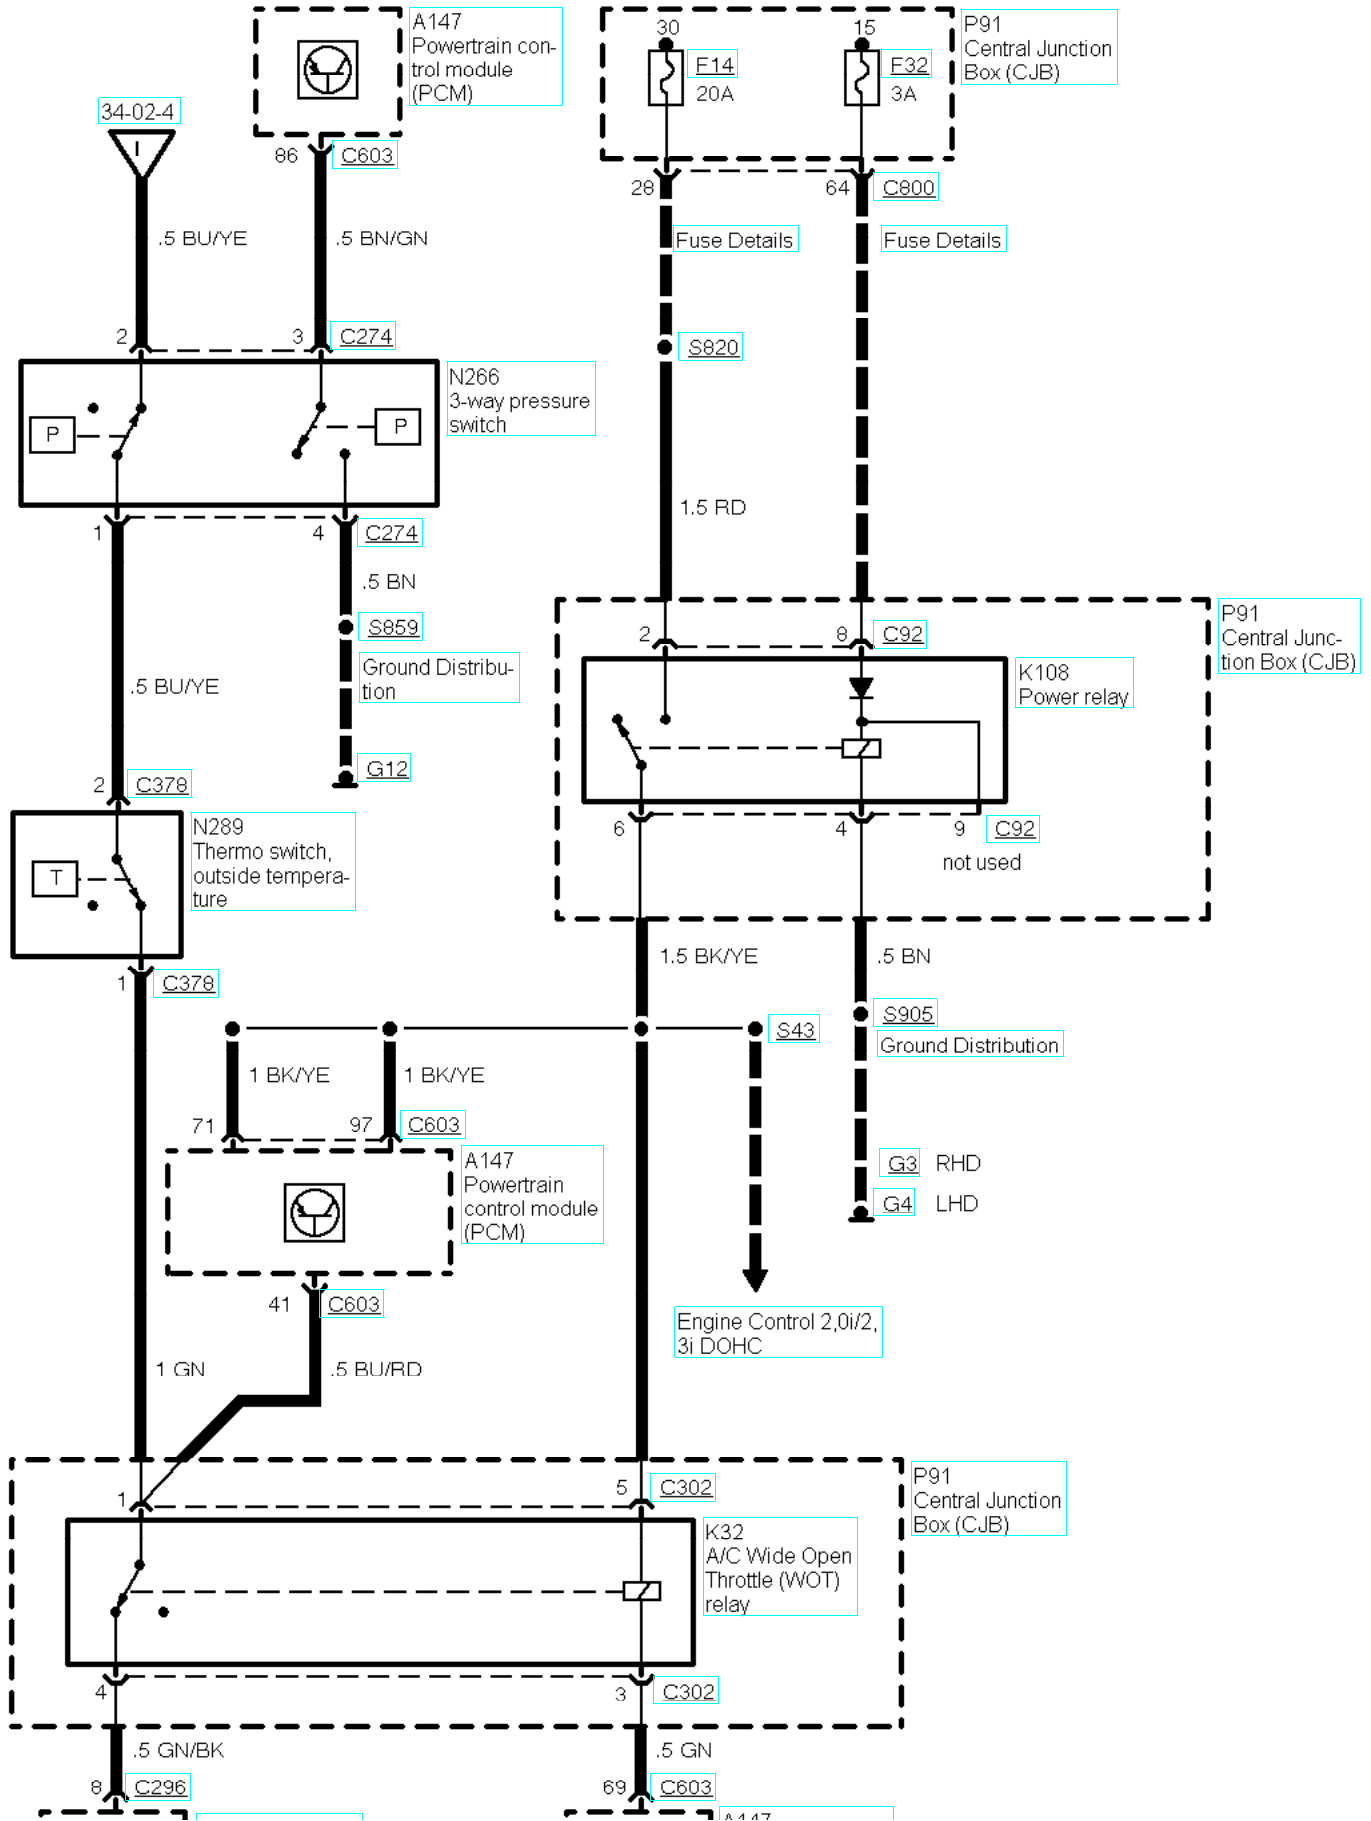 A147
Powertrain con-
trol module
(PCM)
30
15
F14
20A
F32
3A
P91
Central Junction
Box (CJB)
34-02-4
I
86
C603
28
64
C800
.5 BU/YE
.5 BN/GN
Fuse Details
Fuse Details
2
3
C274
S820
N266
3-way pressure
switch
P
P
1.5 RD
1
4
C274
.5 BN
S859
Ground Distribu-
tion
.5 BU/YE
G12
P91
Central Junc-
tion Box (CJB)
2
8
C92
K108
Power relay
2
C378
N289
Thermo switch,
outside tempera-
ture
T
6
4
9
C92
not used
1
C378
1.5 BK/YE
.5 BN
S905
Ground Distribution
S43
1 BK/YE
1 BK/YE
71
97
C603
A147
Powertrain
control module
(PCM)
G3
RHD
G4
LHD
41
C603
Engine Control 2,0i/2,
3i DOHC
1 GN
.5 BU/RD
P91
Central Junction
Box (CJB)
1
5
C302
K32
A/C Wide Open
Throttle (WOT)
relay
4
3
C302
.5 GN/BK
.5 GN
8
C296
69
C603